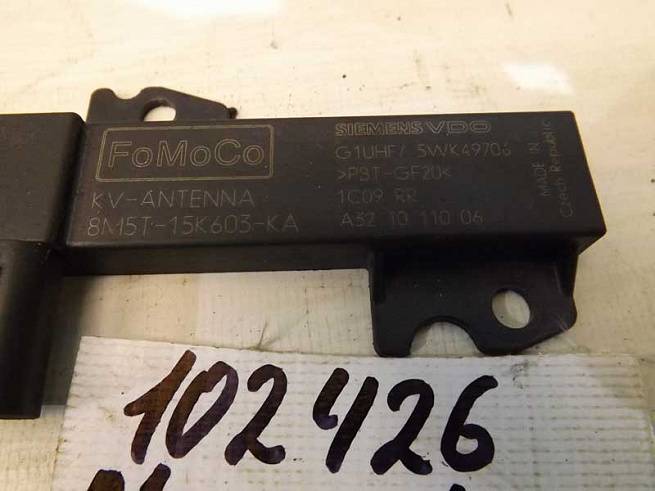 FoMoCo
KV-ANTENNA
8M5T-15K603-KA
SIEMENS VDO
G1UHF/ 5WK49706
>PBT-GF20<
1C09 RR
A32 10 110 06
MADE IN
Czech Republic
102426